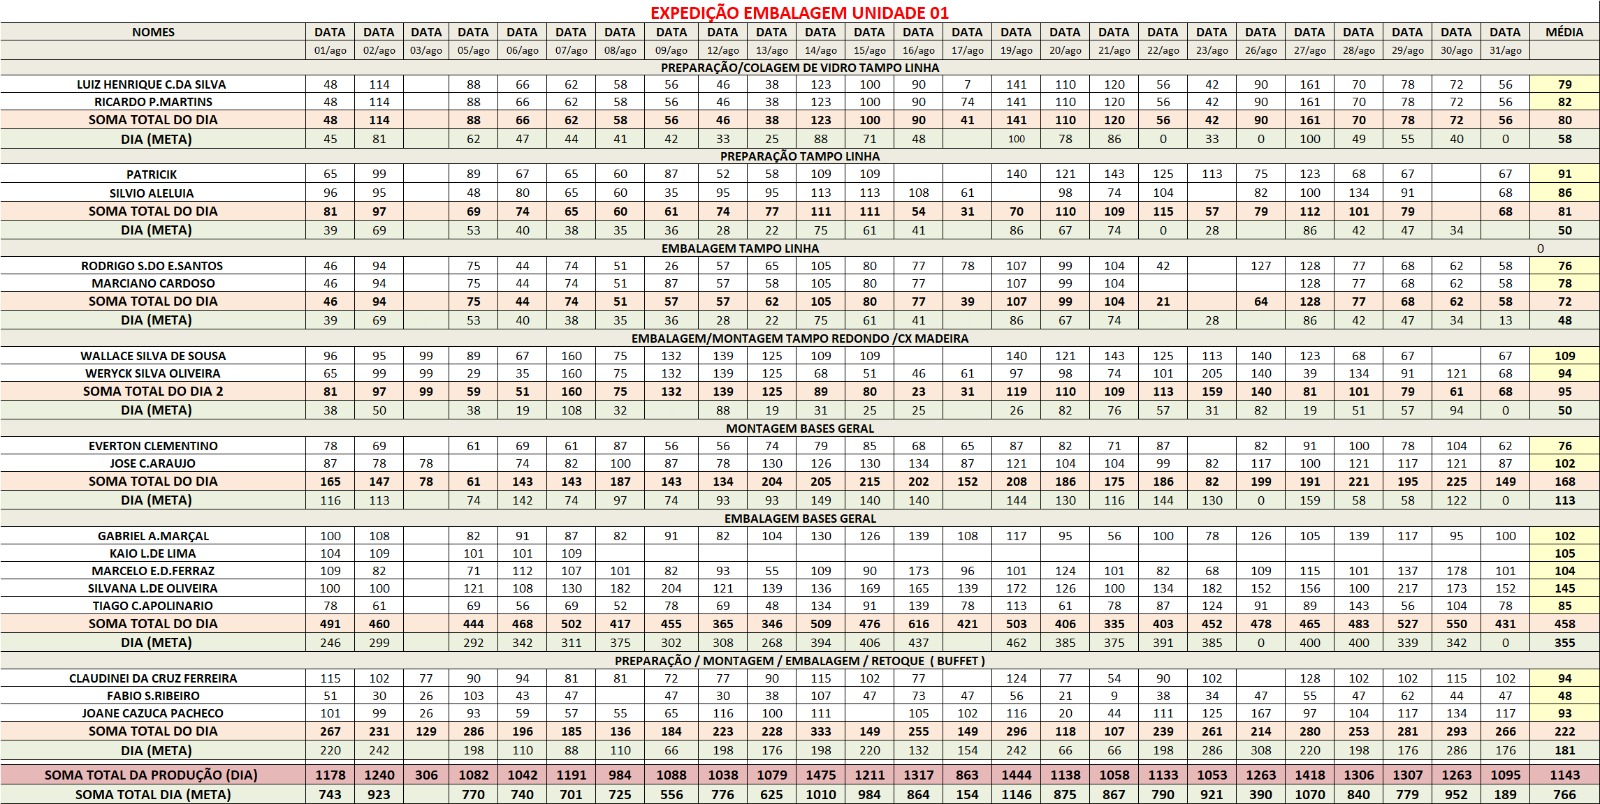 EXPEDIÇÃO EMBALAGEM UNIDADE 01
NOMES DATA DATA DATA DATA DATA DATA DATA DATA DATA DATA DATA DATA DATA DATA DATA DATA DATA DATA DATA DATA DATA DATA DATA DATA DATA MÉDIA
01/ago 02/ago 03/ago 05/ago 06/ago 07/ago 08/ago 09/ago 12/ago 13/ago 14/ago 15/ago 16/ago 17/ago 19/ago 20/ago 21/ago 22/ago 23/ago 26/ago 27/ago 28/ago 29/ago 30/ago 31/ago
PREPARAÇÃO/COLAGEM DE VIDRO TAMPO LINHA
LUIZ HENRIQUE C.DA SILVA 48 114 88 66 62 58 56 46 38 123 100 90 7 141 110 120 56 42 90 161 70 78 72 56 79
RICARDO P.MARTINS 48 114 88 66 62 58 56 46 38 123 100 90 74 141 110 120 56 42 90 161 70 78 72 56 82
SOMA TOTAL DO DIA 48 114 88 66 62 58 56 46 38 123 100 90 41 141 110 120 56 42 90 161 70 78 72 56 80
DIA (META) 45 81 62 47 44 41 42 33 25 88 71 48 100 78 86 0 33 0 100 49 55 40 0 58
PREPARAÇÃO TAMPO LINHA
PATRICIK 65 99 89 67 65 60 87 52 58 109 109 140 121 143 125 113 75 123 68 67 67 91
SILVIO ALELUIA 96 95 48 80 65 60 35 95 95 113 113 108 61 98 74 104 82 100 134 91 68 86
SOMA TOTAL DO DIA 81 97 69 74 65 60 61 74 77 111 111 54 31 70 110 109 115 57 79 112 101 79 68 81
DIA (META) 39 69 53 40 38 35 36 28 22 75 61 41 86 67 74 0 28 86 42 47 34 50
EMBALAGEM TAMPO LINHA 0
RODRIGO S.DO E.SANTOS 46 94 75 44 74 51 26 57 65 105 80 77 78 107 99 104 42 127 128 77 68 62 58 76
MARCIANO CARDOSO 46 94 75 44 74 51 87 57 58 105 80 77 107 99 104 128 77 68 62 58 78
SOMA TOTAL DO DIA 46 94 75 44 74 51 57 57 62 105 80 77 39 107 99 104 21 64 128 77 68 62 58 72
DIA (META) 39 69 53 40 38 35 36 28 22 75 61 41 86 67 74 28 86 42 47 34 13 48
EMBALAGEM/MONTAGEM TAMPO REDONDO /CX MADEIRA
WALLACE SILVA DE SOUSA 96 95 99 89 67 160 75 132 139 125 109 109 140 121 143 125 113 140 123 68 67 67 109
WERYCK SILVA OLIVEIRA 65 99 99 29 35 160 75 132 139 125 68 51 46 61 97 98 74 101 205 140 39 134 91 121 68 94
SOMA TOTAL DO DIA 2 81 97 99 59 51 160 75 132 139 125 89 80 23 31 119 110 109 113 159 140 81 101 79 61 68 95
DIA (META) 38 50 38 19 108 32 88 19 31 25 25 26 82 76 57 31 82 19 51 57 94 0 50
MONTAGEM BASES GERAL
EVERTON CLEMENTINO 78 69 61 69 61 87 56 56 74 79 85 68 65 87 82 71 87 82 91 100 78 104 62 76
JOSE C.ARAUJO 87 78 78 74 82 100 87 78 130 126 130 134 87 121 104 104 99 82 117 100 121 117 121 87 102
SOMA TOTAL DO DIA 165 147 78 61 143 143 187 143 134 204 205 215 202 152 208 186 175 186 82 199 191 221 195 225 149 168
DIA (META) 116 113 74 142 74 97 74 93 93 149 140 140 144 130 116 144 130 0 159 58 58 122 0 113
EMBALAGEM BASES GERAL
GABRIEL A.MARÇAL 100 108 82 91 87 82 91 82 104 130 126 139 108 117 95 56 100 78 126 105 139 117 95 100 102
KAIO L.DE LIMA 104 109 101 101 109 105
MARCELO E.D.FERRAZ 109 82 71 112 107 101 82 93 55 109 90 173 96 101 124 101 82 68 109 115 101 137 178 101 104
SILVANA L.DE OLIVEIRA 100 100 121 108 130 182 204 121 139 136 169 165 139 172 126 100 134 182 152 156 100 217 173 152 145
TIAGO C.APOLINARIO 78 61 69 56 69 52 78 69 48 134 91 139 78 113 61 78 87 124 91 89 143 56 104 78 85
SOMA TOTAL DO DIA 491 460 444 468 502 417 455 365 346 509 476 616 421 503 406 335 403 452 478 465 483 527 550 431 458
DIA (META) 246 299 292 342 311 375 302 308 268 394 406 437 462 385 375 391 385 0 400 400 339 342 0 355
PREPARAÇÃO / MONTAGEM / EMBALAGEM / RETOQUE ( BUFFET )
CLAUDINEI DA CRUZ FERREIRA 115 102 77 90 94 81 81 72 77 90 115 102 77 124 77 54 90 102 128 102 102 115 102 94
FABIO S.RIBEIRO 51 30 26 103 43 47 47 30 38 107 47 73 47 56 21 9 38 34 47 55 47 62 44 47 48
JOANE CAZUCA PACHECO 101 99 26 93 59 57 55 65 116 100 111 105 102 116 20 44 111 125 167 97 104 117 134 117 93
SOMA TOTAL DO DIA 267 231 129 286 196 185 136 184 223 228 333 149 255 149 296 118 107 239 261 214 280 253 281 293 266 222
DIA (META) 220 242 198 110 88 110 66 198 176 198 220 132 154 242 66 66 198 286 308 220 198 176 286 176 181
SOMA TOTAL DA PRODUÇÃO (DIA) 1178 1240 306 1082 1042 1191 984 1088 1038 1079 1475 1211 1317 863 1444 1138 1058 1133 1053 1263 1418 1306 1307 1263 1095 1143
SOMA TOTAL DIA (META) 743 923 770 740 701 725 556 776 625 1010 984 864 154 1146 875 867 790 921 390 1070 840 779 952 189 766